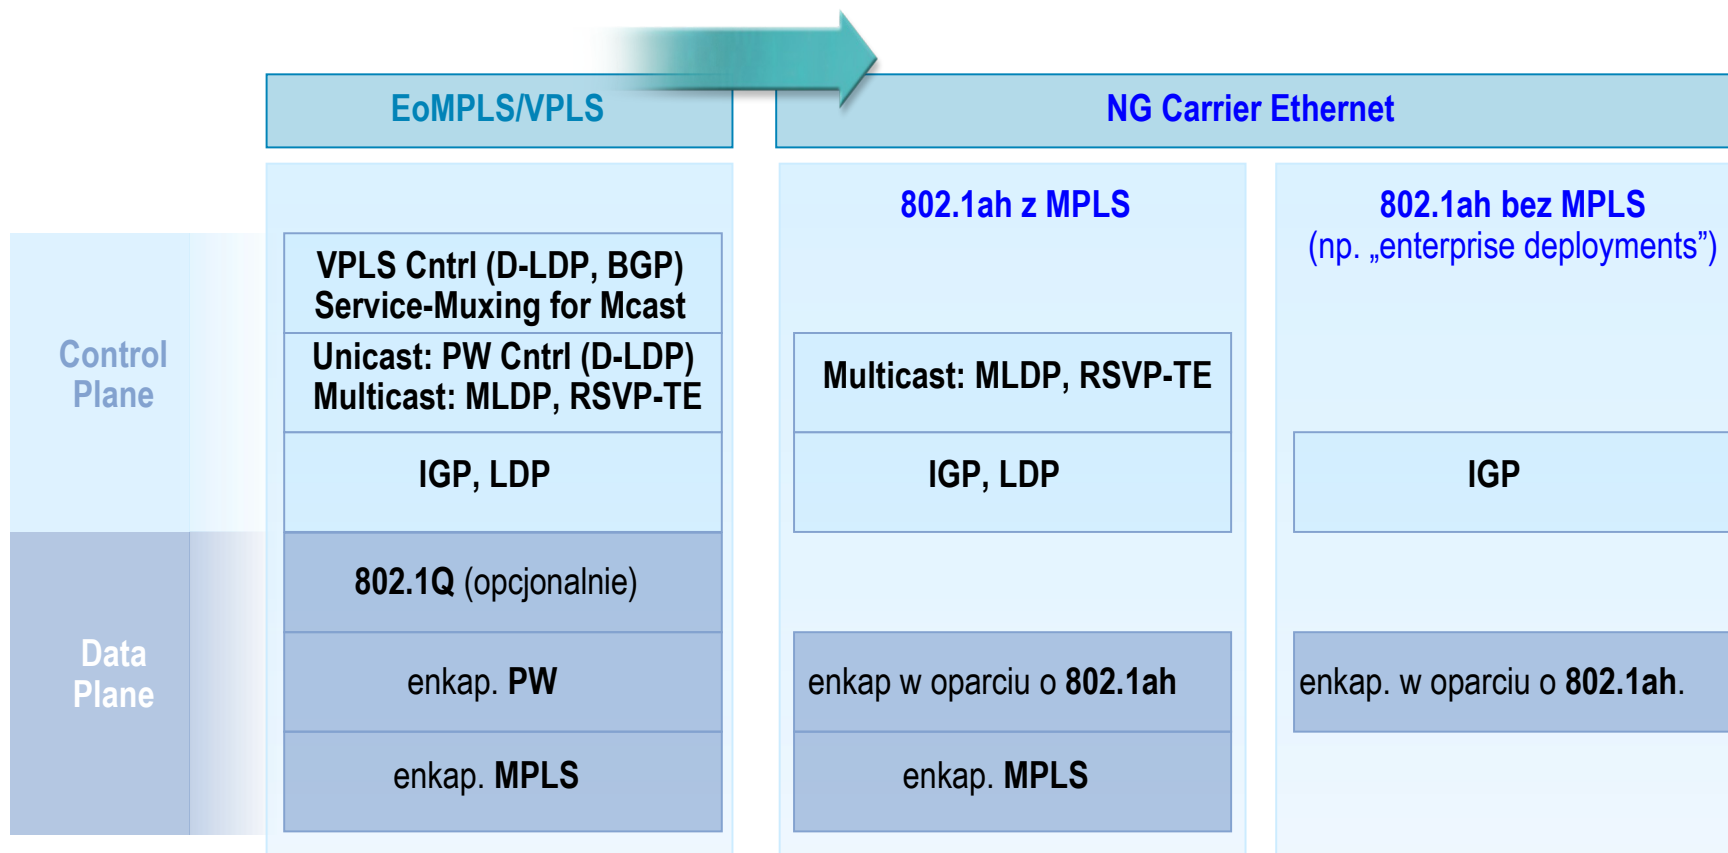 EoMPLS/VPLS
NG Carrier Ethernet
802.1ah z MPLS
802.1ah bez MPLS
(np. „enterprise deployments”)
Control
Plane
VPLS Cntrl (D-LDP, BGP)
Service-Muxing for Mcast
Unicast: PW Cntrl (D-LDP)
Multicast: MLDP, RSVP-TE
Multicast: MLDP, RSVP-TE
IGP, LDP
IGP, LDP
IGP
Data
Plane
802.1Q (opcjonalnie)
enkap. PW
enkap w oparciu o 802.1ah
enkap. w oparciu o 802.1ah.
enkap. MPLS
enkap. MPLS